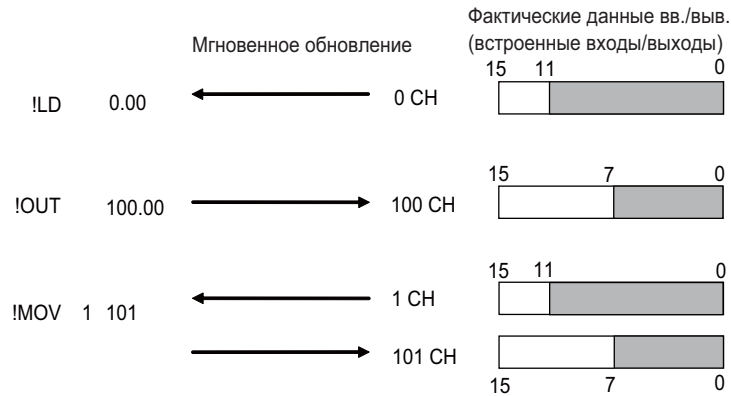 Фактические данные вв./выв.
Мгновенное обновление (встроенные входы/выходы)
15 11 0
!LD 0.00 0 CH
15 7 0
!OUT 100.00 100 CH
15 11 0
!MOV 1 101 1 CH
101 CH
15 7 0